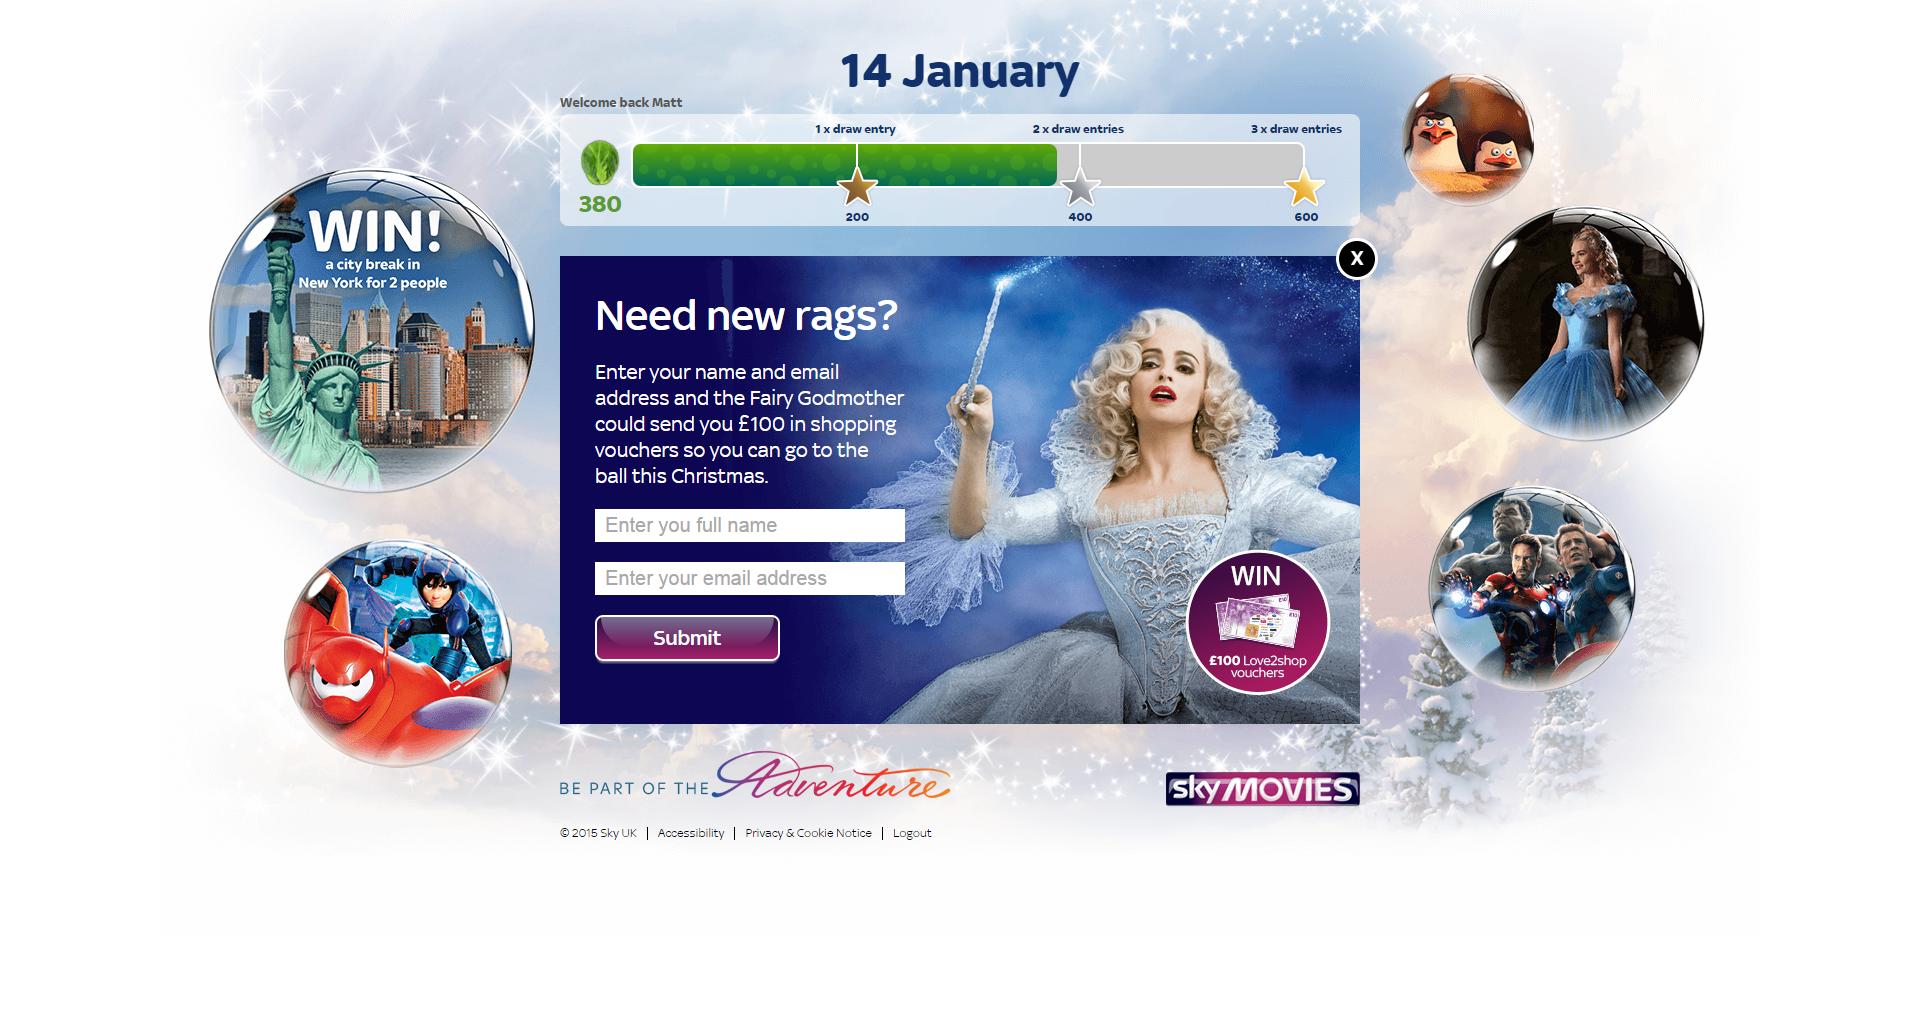 14 January
Welcome back Matt
1 x draw entry
2 x draw entries
3 x draw entries
380
200
400
600
X
WIN!
a city break in
New York for 2 people
Need new rags?
Enter your name and email
address and the Fairy Godmother
could send you £100 in shopping
vouchers so you can go to the
ball this Christmas.
Enter you full name
Enter your email address
Submit
WIN
£10
£10
£100 Love2shop
vouchers
BE PART OF THE Adventure
sky MOVIES
© 2015 Sky UK | Accessibility | Privacy & Cookie Notice | Logout